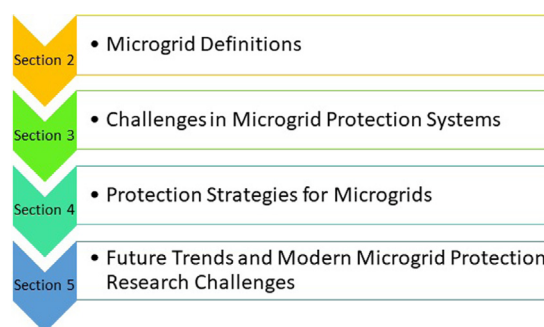 Section 2
• Microgrid Definitions
Section 3
• Challenges in Microgrid Protection Systems
Section 4
• Protection Strategies for Microgrids
Section 5
• Future Trends and Modern Microgrid Protection
Research Challenges